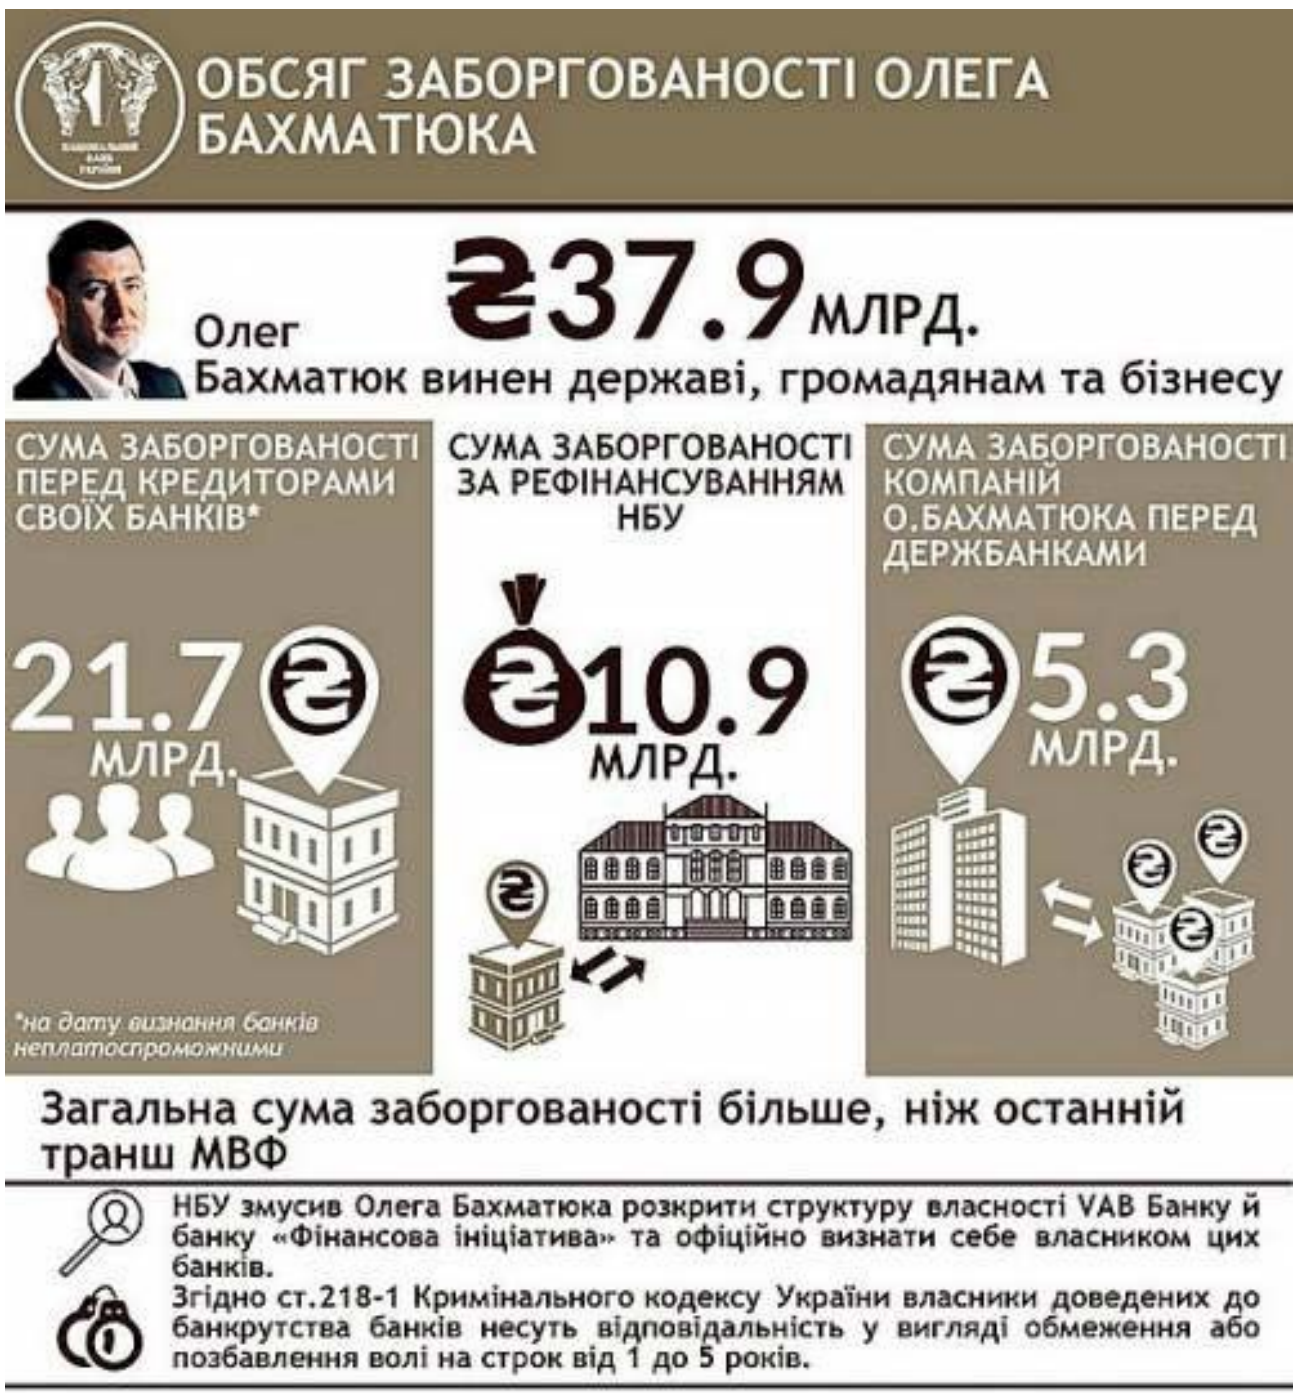 ОБСЯГ ЗАБОРГОВАНОСТІ ОЛЕГА
БАХМАТЮКА
НАЦІОНАЛЬНИЙ
БАНК
УКРАЇНИ
₴37.9 МЛРД.
Олег
Бахматюк винен державі, громадянам та бізнесу
СУМА ЗАБОРГОВАНОСТІ
ПЕРЕД КРЕДИТОРАМИ
СВОЇХ БАНКІВ*
21.7 ₴
МЛРД.
*на дату визнання банків
неплатоспроможними
СУМА ЗАБОРГОВАНОСТІ
ЗА РЕФІНАНСУВАННЯМ
НБУ
₴10.9
МЛРД.
₴
СУМА ЗАБОРГОВАНОСТІ
КОМПАНІЙ
О.БАХМАТЮКА ПЕРЕД
ДЕРЖБАНКАМИ
₴5.3
МЛРД.
₴
₴
₴
Загальна сума заборгованості більше, ніж останній
транш МВФ
НБУ змусив Олега Бахматюка розкрити структуру власності VAB Банку й
банку «Фінансова ініціатива» та офіційно визнати себе власником цих
банків.
Згідно ст.218-1 Кримінального кодексу України власники доведених до
банкрутства банків несуть відповідальність у вигляді обмеження або
позбавлення волі на строк від 1 до 5 років.